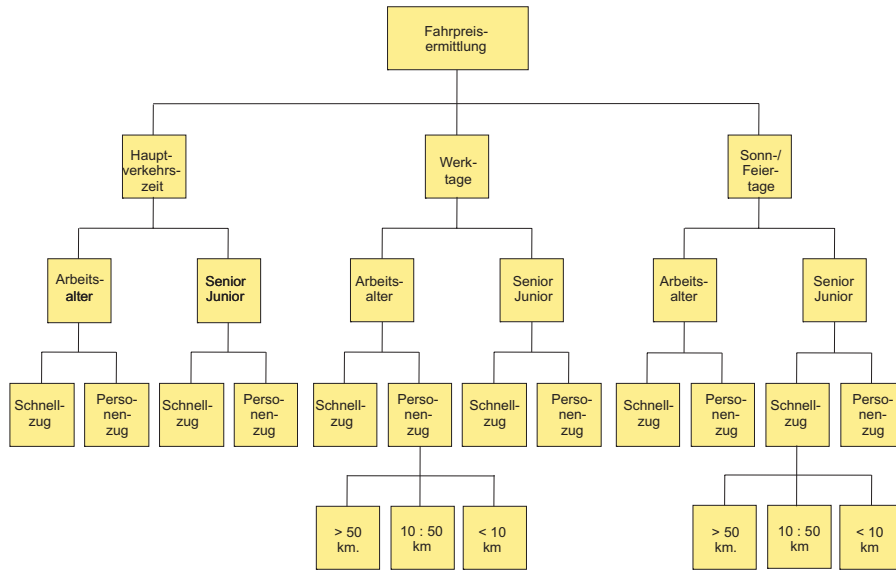 Fahrpreis-
ermittlung
Haupt-
verkehrs-
zeit
Werk-
tage
Sonn-/
Feier-
tage
Arbeits-
alter
Senior
Junior
Arbeits-
alter
Senior
Junior
Arbeits-
alter
Senior
Junior
Schnell-
zug
Perso-
nen-
zug
Schnell-
zug
Perso-
nen-
zug
Schnell-
zug
Perso-
nen-
zug
Schnell-
zug
Perso-
nen-
zug
Schnell-
zug
Perso-
nen-
zug
Schnell-
zug
Perso-
nen-
zug
> 50
km.
10 : 50
km
< 10
km
> 50
km.
10 : 50
km
< 10
km